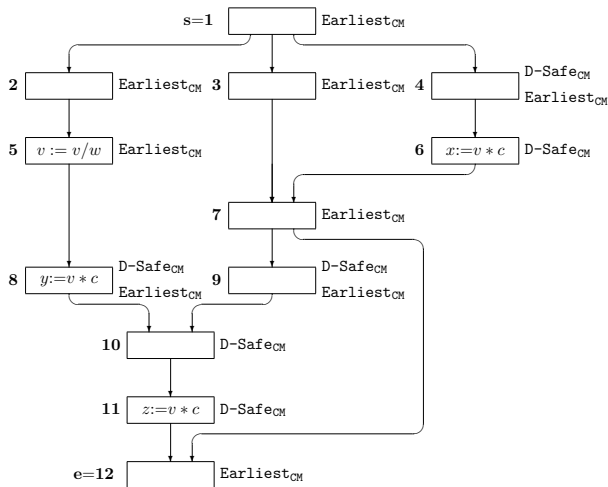 s=1 Earliest_CM
2 Earliest_CM 3 Earliest_CM 4 D-Safe_CM
Earliest_CM
5 v := v/w Earliest_CM 6 x:=v * c D-Safe_CM
7 Earliest_CM
8 y:=v * c D-Safe_CM
Earliest_CM
9 D-Safe_CM
Earliest_CM
10 D-Safe_CM
11 z:=v * c D-Safe_CM
e=12 Earliest_CM